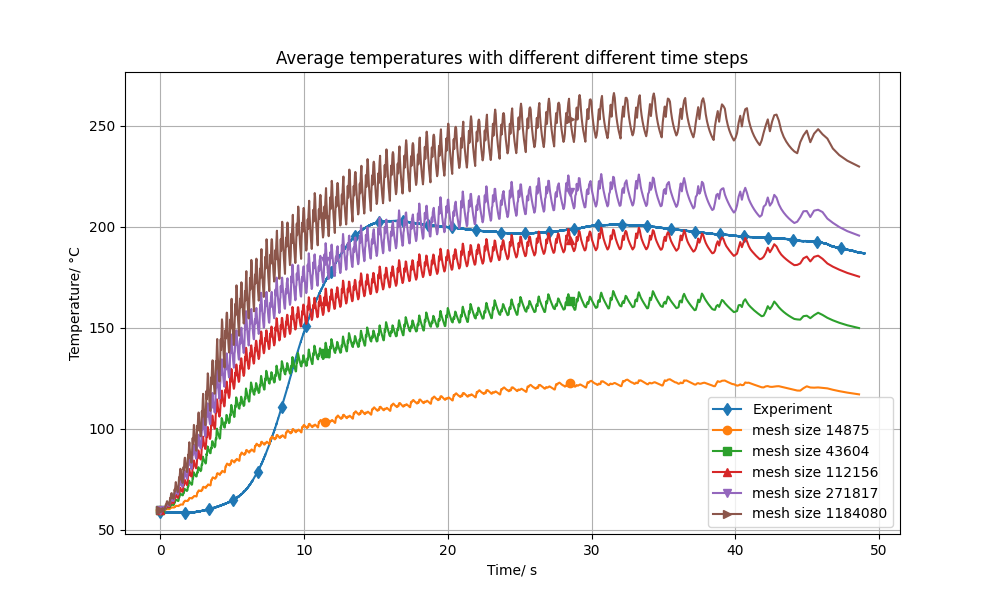 Average temperatures with different different time steps
Temperature/ °C
250
200
150
100
50
0
10
20
30
40
50
Time/ s
Experiment
mesh size 14875
mesh size 43604
mesh size 112156
mesh size 271817
mesh size 1184080